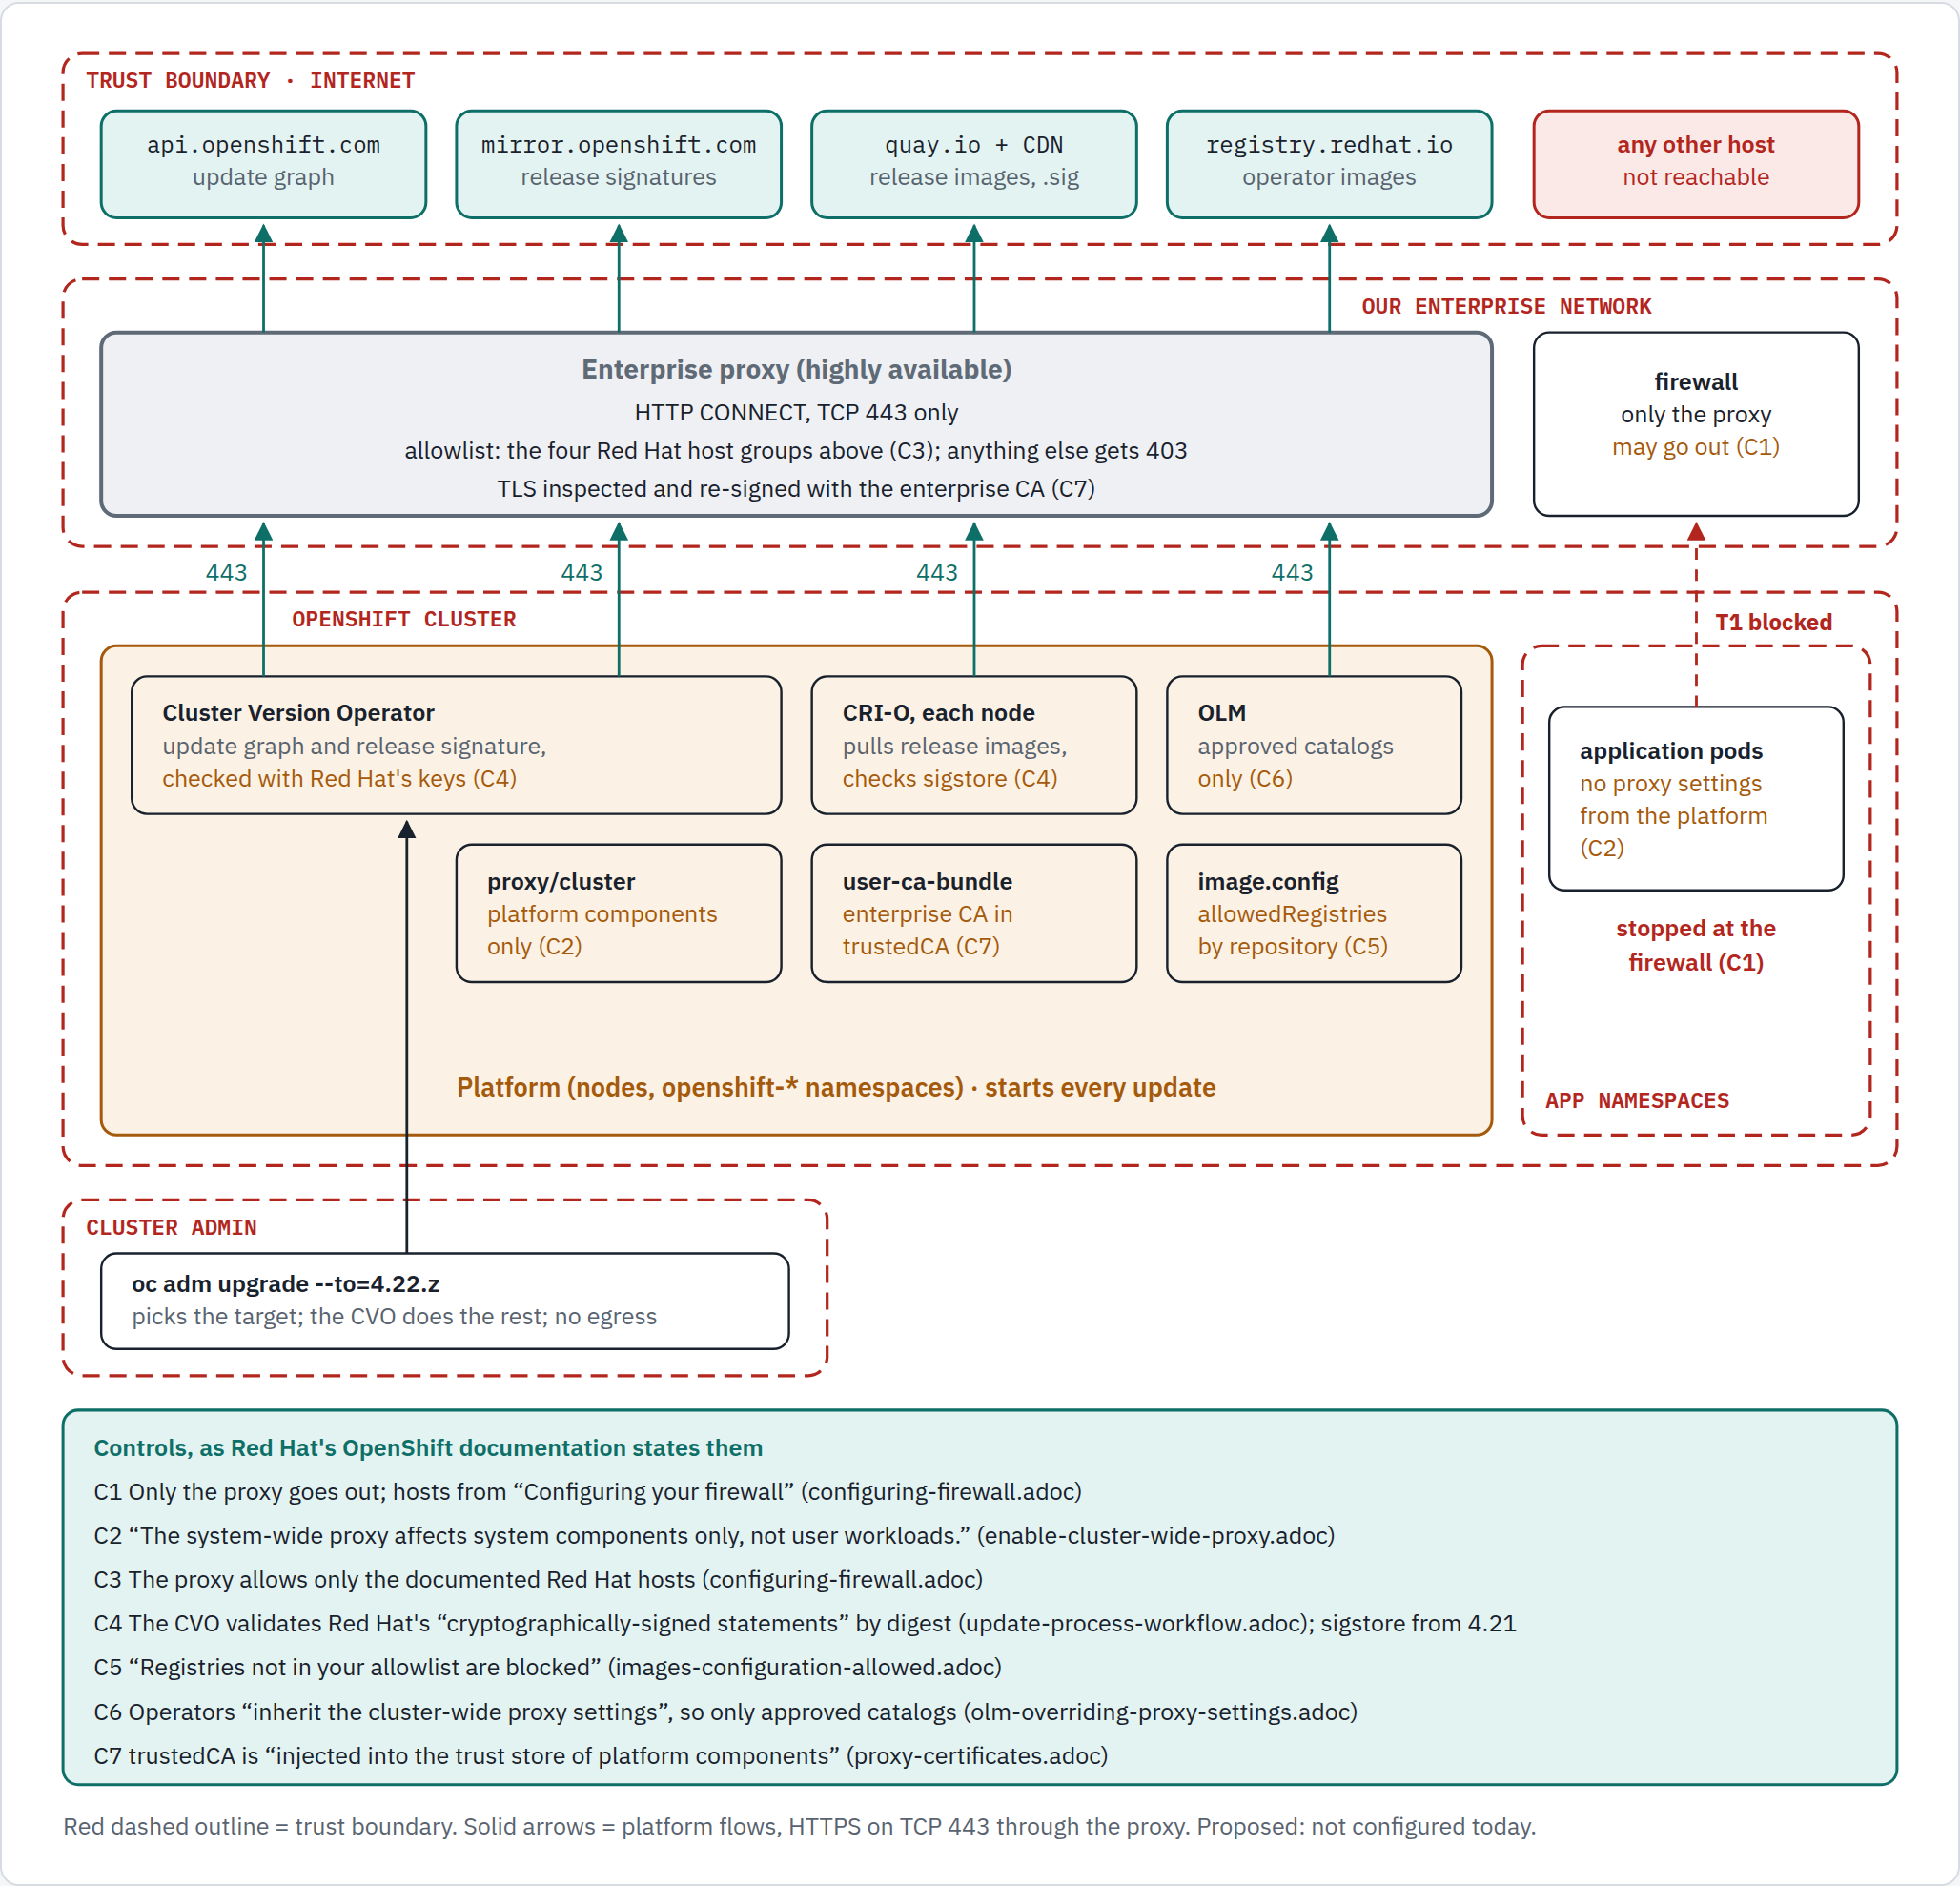 TRUST BOUNDARY · INTERNET
api.openshift.com
update graph
mirror.openshift.com
release signatures
quay.io + CDN
release images, .sig
registry.redhat.io
operator images
any other host
not reachable
OUR ENTERPRISE NETWORK
Enterprise proxy (highly available)
HTTP CONNECT, TCP 443 only
allowlist: the four Red Hat host groups above (C3); anything else gets 403
TLS inspected and re-signed with the enterprise CA (C7)
firewall
only the proxy
may go out (C1)
443
443
443
443
OPENSHIFT CLUSTER
T1 blocked
Cluster Version Operator
update graph and release signature,
checked with Red Hat's keys (C4)
CRI-O, each node
pulls release images,
checks sigstore (C4)
OLM
approved catalogs
only (C6)
application pods
no proxy settings
from the platform
(C2)
proxy/cluster
platform components
only (C2)
user-ca-bundle
enterprise CA in
trustedCA (C7)
image.config
allowedRegistries
by repository (C5)
stopped at the
firewall (C1)
Platform (nodes, openshift-* namespaces) · starts every update
APP NAMESPACES
CLUSTER ADMIN
oc adm upgrade --to=4.22.z
picks the target; the CVO does the rest; no egress
Controls, as Red Hat's OpenShift documentation states them
C1 Only the proxy goes out; hosts from “Configuring your firewall” (configuring-firewall.adoc)
C2 “The system-wide proxy affects system components only, not user workloads.” (enable-cluster-wide-proxy.adoc)
C3 The proxy allows only the documented Red Hat hosts (configuring-firewall.adoc)
C4 The CVO validates Red Hat's “cryptographically-signed statements” by digest (update-process-workflow.adoc); sigstore from 4.21
C5 “Registries not in your allowlist are blocked” (images-configuration-allowed.adoc)
C6 Operators “inherit the cluster-wide proxy settings”, so only approved catalogs (olm-overriding-proxy-settings.adoc)
C7 trustedCA is “injected into the trust store of platform components” (proxy-certificates.adoc)
Red dashed outline = trust boundary. Solid arrows = platform flows, HTTPS on TCP 443 through the proxy. Proposed: not configured today.